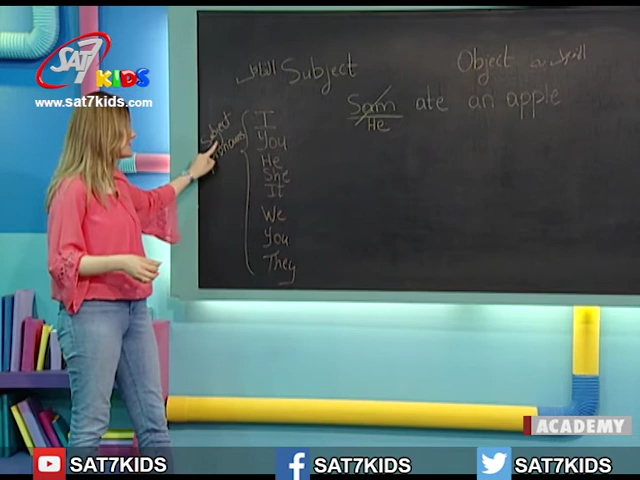 SAT7
KIDS
www.sat7kids.com
الفاعل Subject
Object المفعول به
Sam ate an apple
He
Subject
Pronouns
I
You
He
She
It
We
You
They
ACADEMY
SAT7KIDS
SAT7KIDS
SAT7KIDS